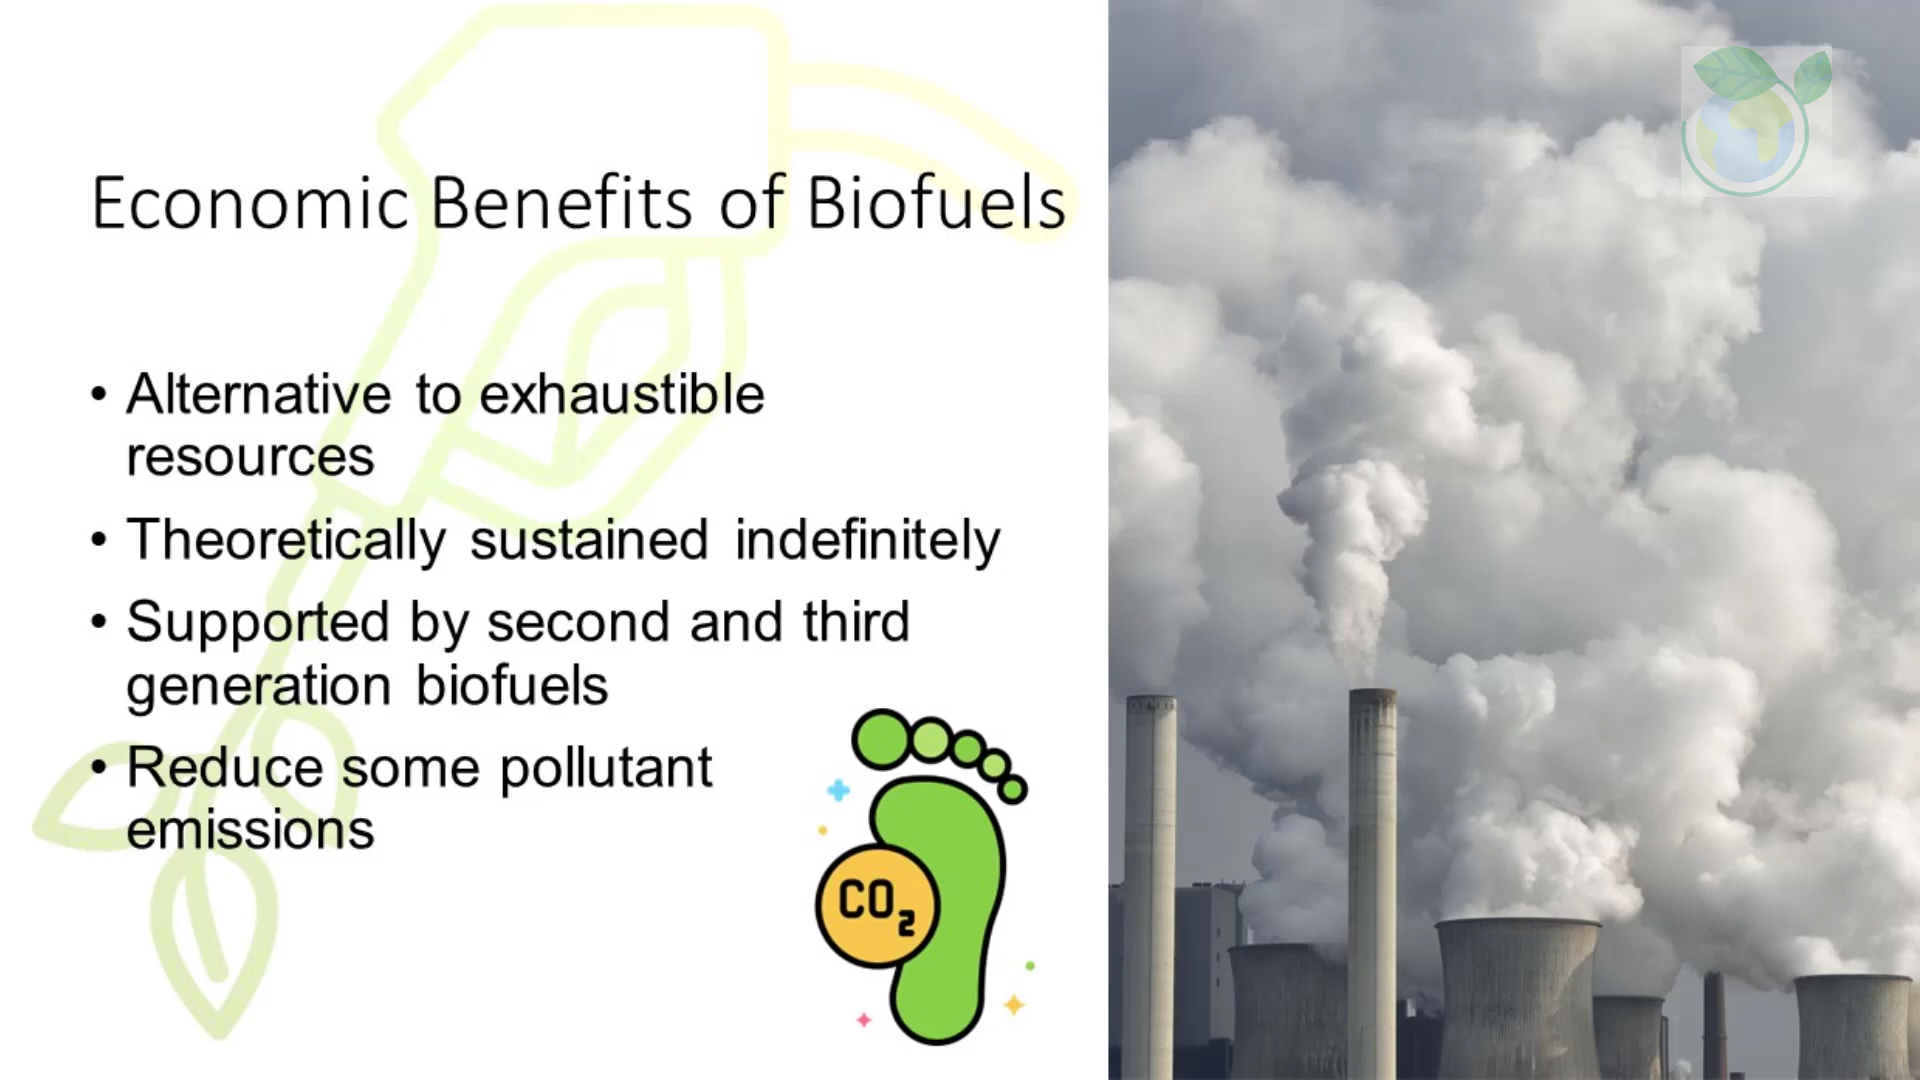 Economic Benefits of Biofuels
• Alternative to exhaustible
resources
• Theoretically sustained indefinitely
• Supported by second and third
generation biofuels
• Reduce some pollutant
emissions
CO₂